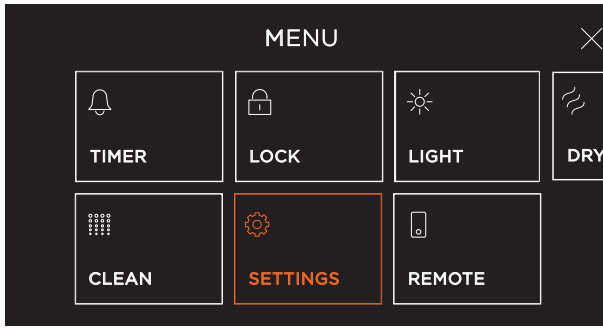 MENU
TIMER
LOCK
LIGHT
DRY
CLEAN
SETTINGS
REMOTE